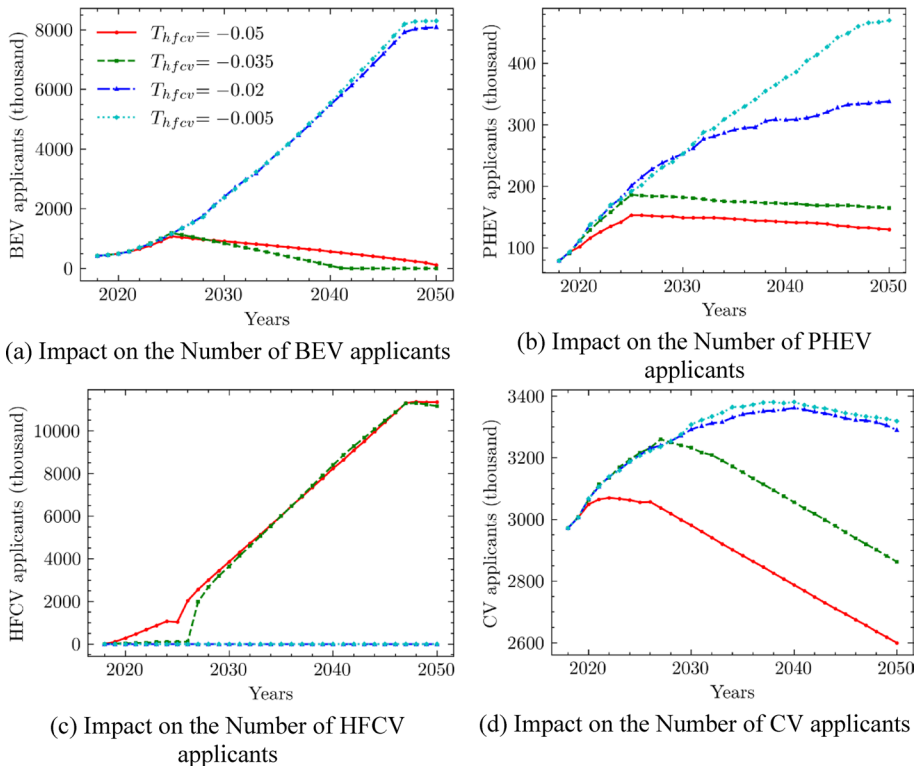 8000
6000
4000
2000
0
BEV applicants (thousand)
T_hfcv= −0.05
T_hfcv= −0.035
T_hfcv= −0.02
T_hfcv= −0.005
2020 2030 2040 2050
Years
(a) Impact on the Number of BEV applicants
400
300
200
100
PHEV applicants (thousand)
2020 2030 2040 2050
Years
(b) Impact on the Number of PHEV
applicants
10000
8000
6000
4000
2000
0
HFCV applicants (thousand)
2020 2030 2040 2050
Years
(c) Impact on the Number of HFCV
applicants
3400
3200
3000
2800
2600
CV applicants (thousand)
2020 2030 2040 2050
Years
(d) Impact on the Number of CV applicants